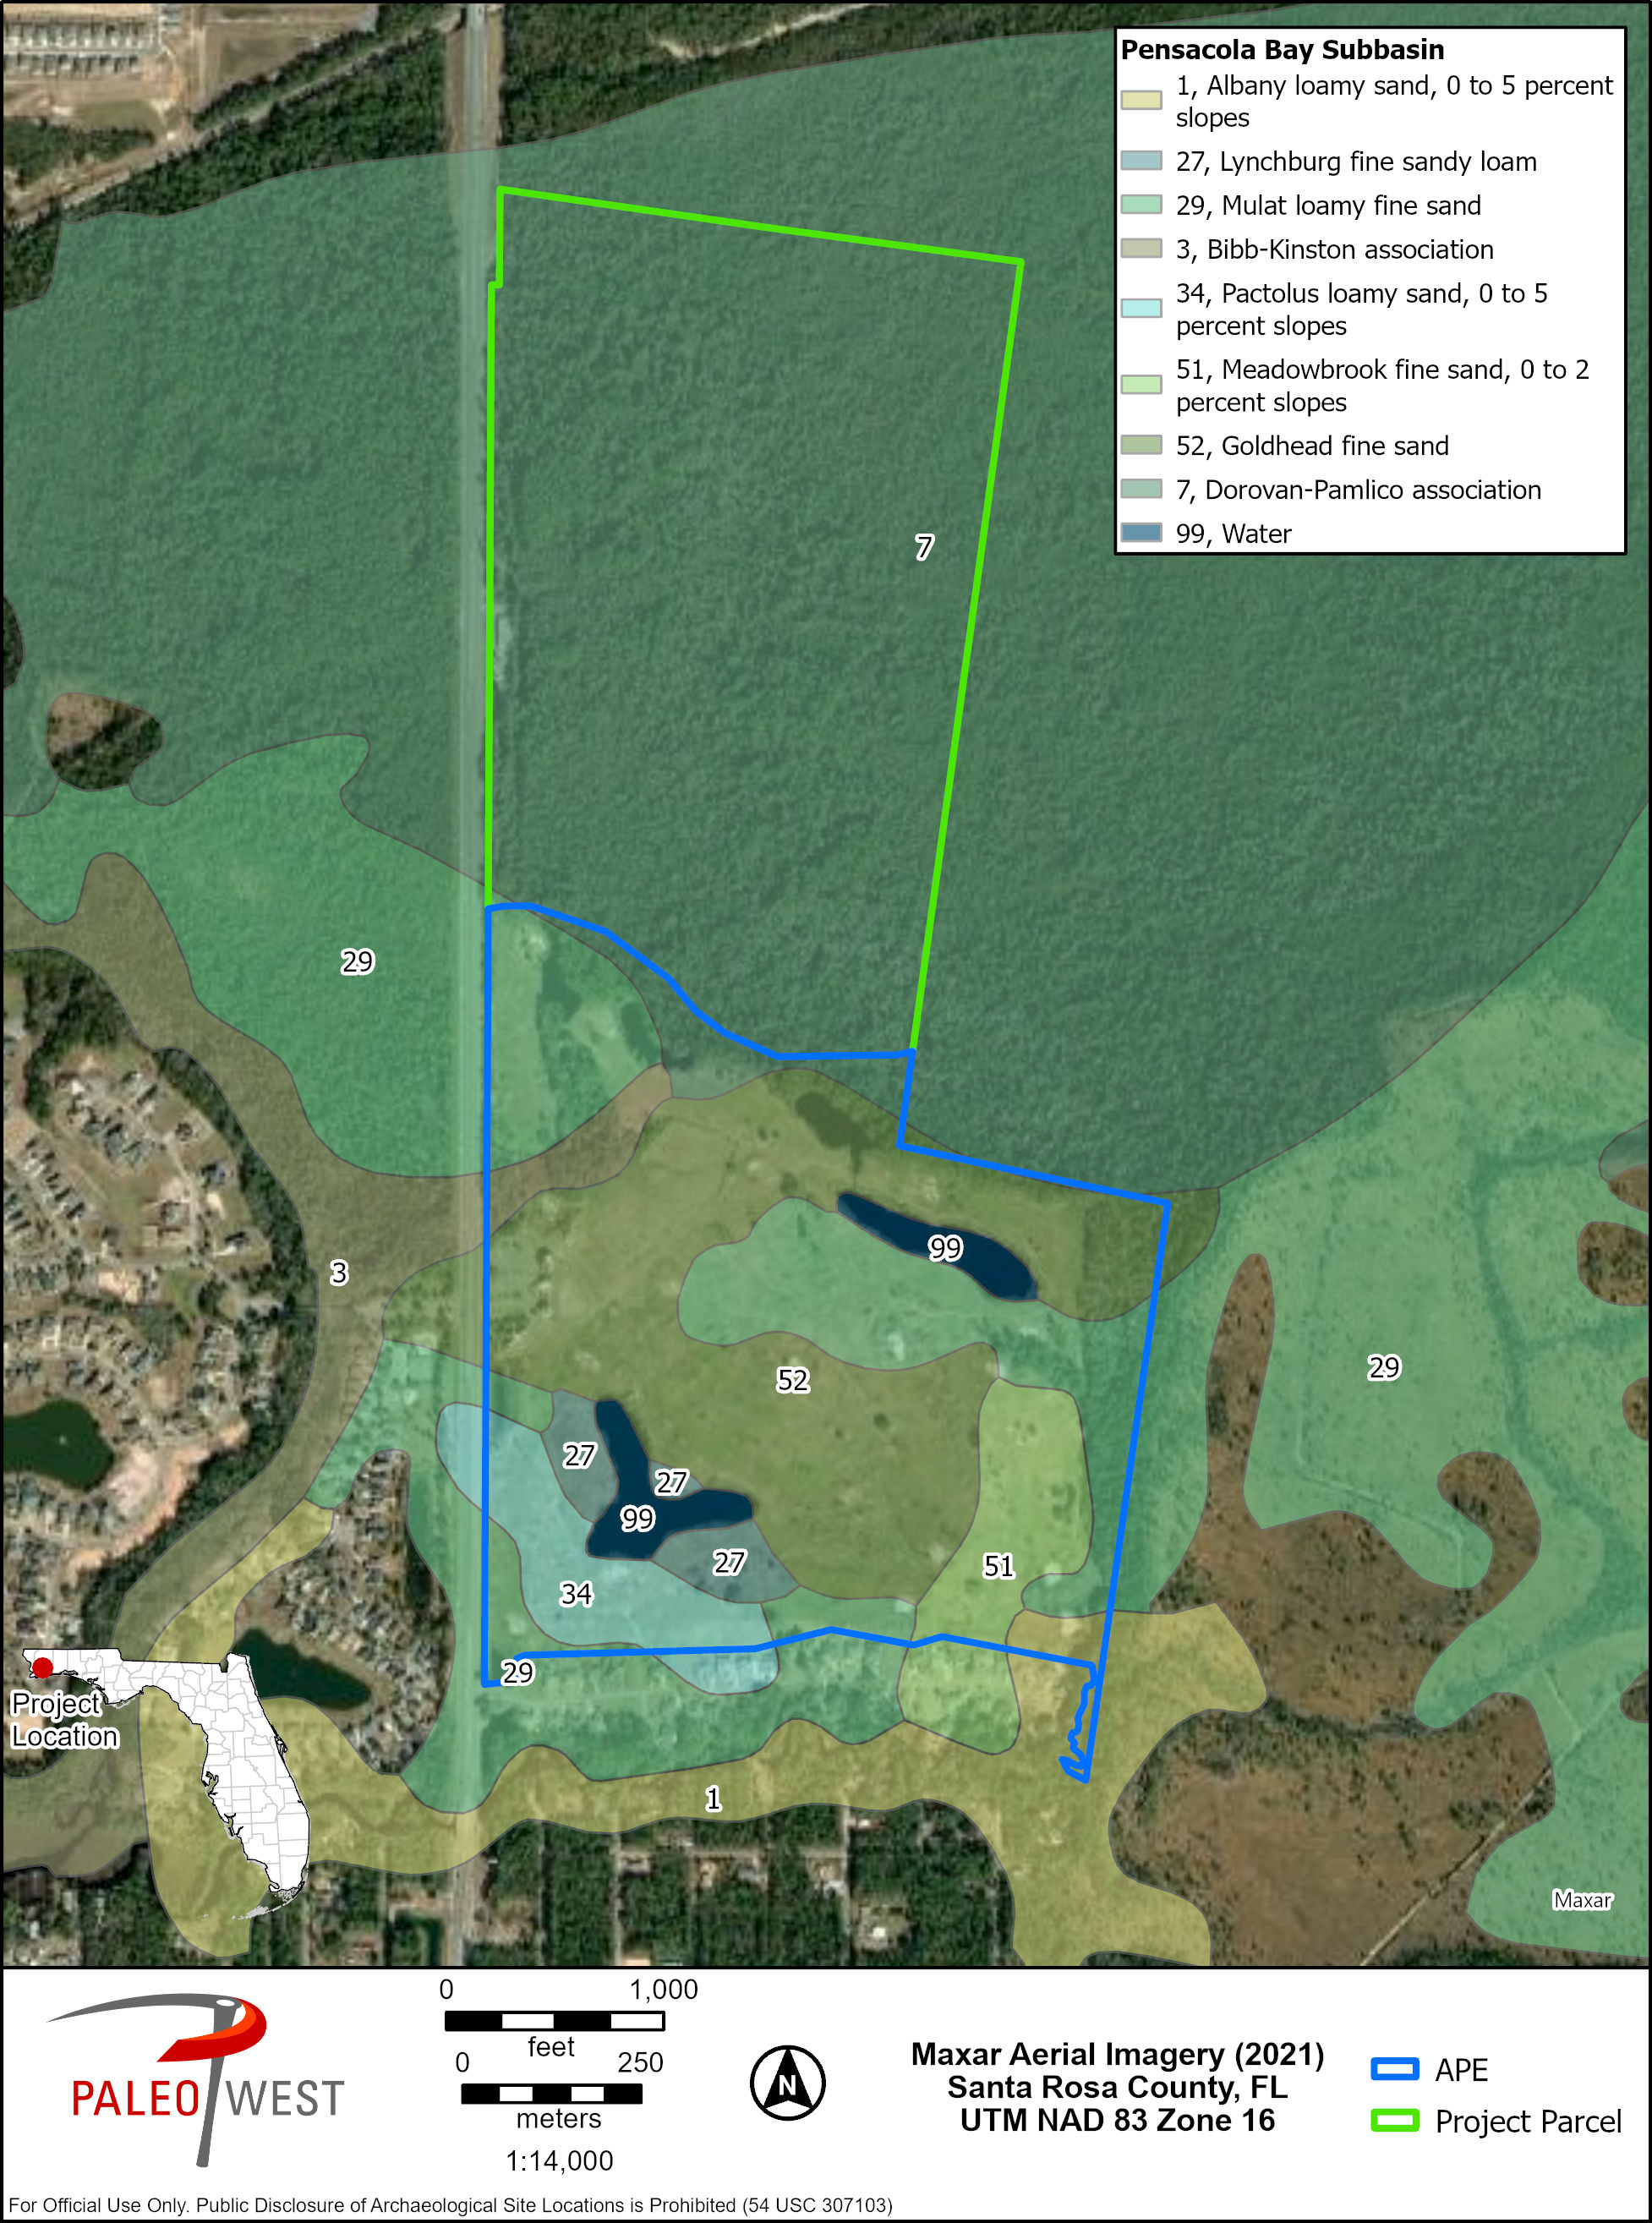 Pensacola Bay Subbasin
1, Albany loamy sand, 0 to 5 percent
slopes
27, Lynchburg fine sandy loam
29, Mulat loamy fine sand
3, Bibb-Kinston association
34, Pactolus loamy sand, 0 to 5
percent slopes
51, Meadowbrook fine sand, 0 to 2
percent slopes
52, Goldhead fine sand
7, Dorovan-Pamlico association
99, Water
7
29
99
3
29
52
27
27
99
27
51
34
29
Project
Location
1
Maxar
PALEO WEST
0 1,000
feet
0 250
meters
1:14,000
N
Maxar Aerial Imagery (2021)
Santa Rosa County, FL
UTM NAD 83 Zone 16
APE
Project Parcel
For Official Use Only. Public Disclosure of Archaeological Site Locations is Prohibited (54 USC 307103)